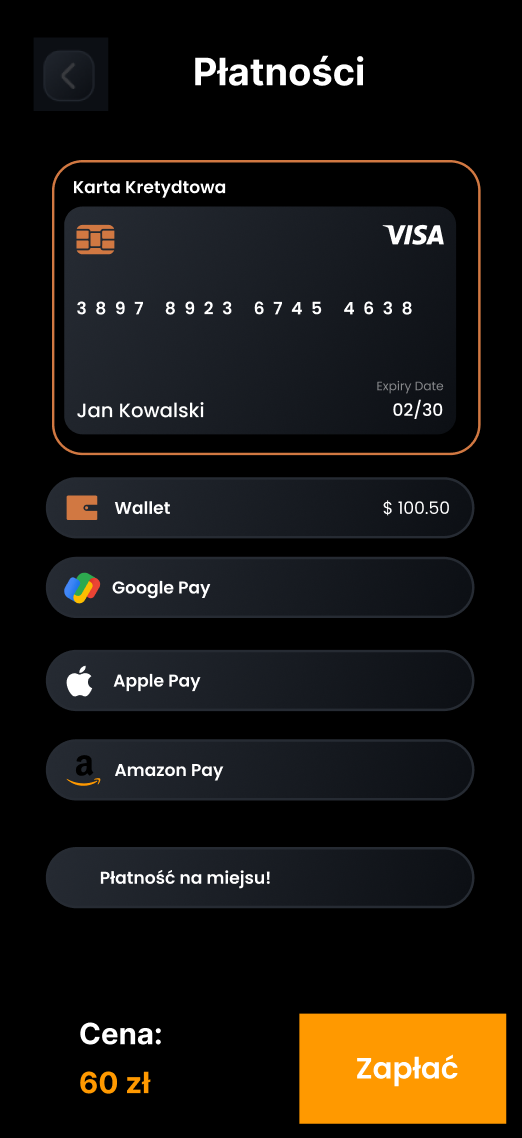 Płatności
Karta Kretydtowa
VISA
3897 8923 6745 4638
Expiry Date
Jan Kowalski 02/30
Wallet $ 100.50
Google Pay
Apple Pay
a Amazon Pay
Płatność na miejsu!
Cena:
60 zł
Zapłać